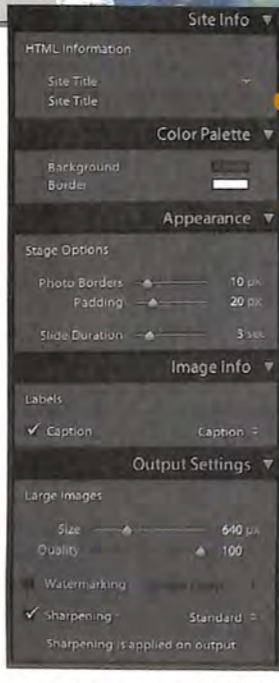 Site Info
HTML Information
Site Title
Site Title
Color Palette
Background
Border
Appearance
Stage Options
Photo Borders 10 px
Padding 20 px
Slide Duration 3 sec
Image Info
Labels
Caption Caption
Output Settings
Large Images
Size 640 px
Quality 100
Watermarking
Sharpening Standard
Sharpening is applied on output